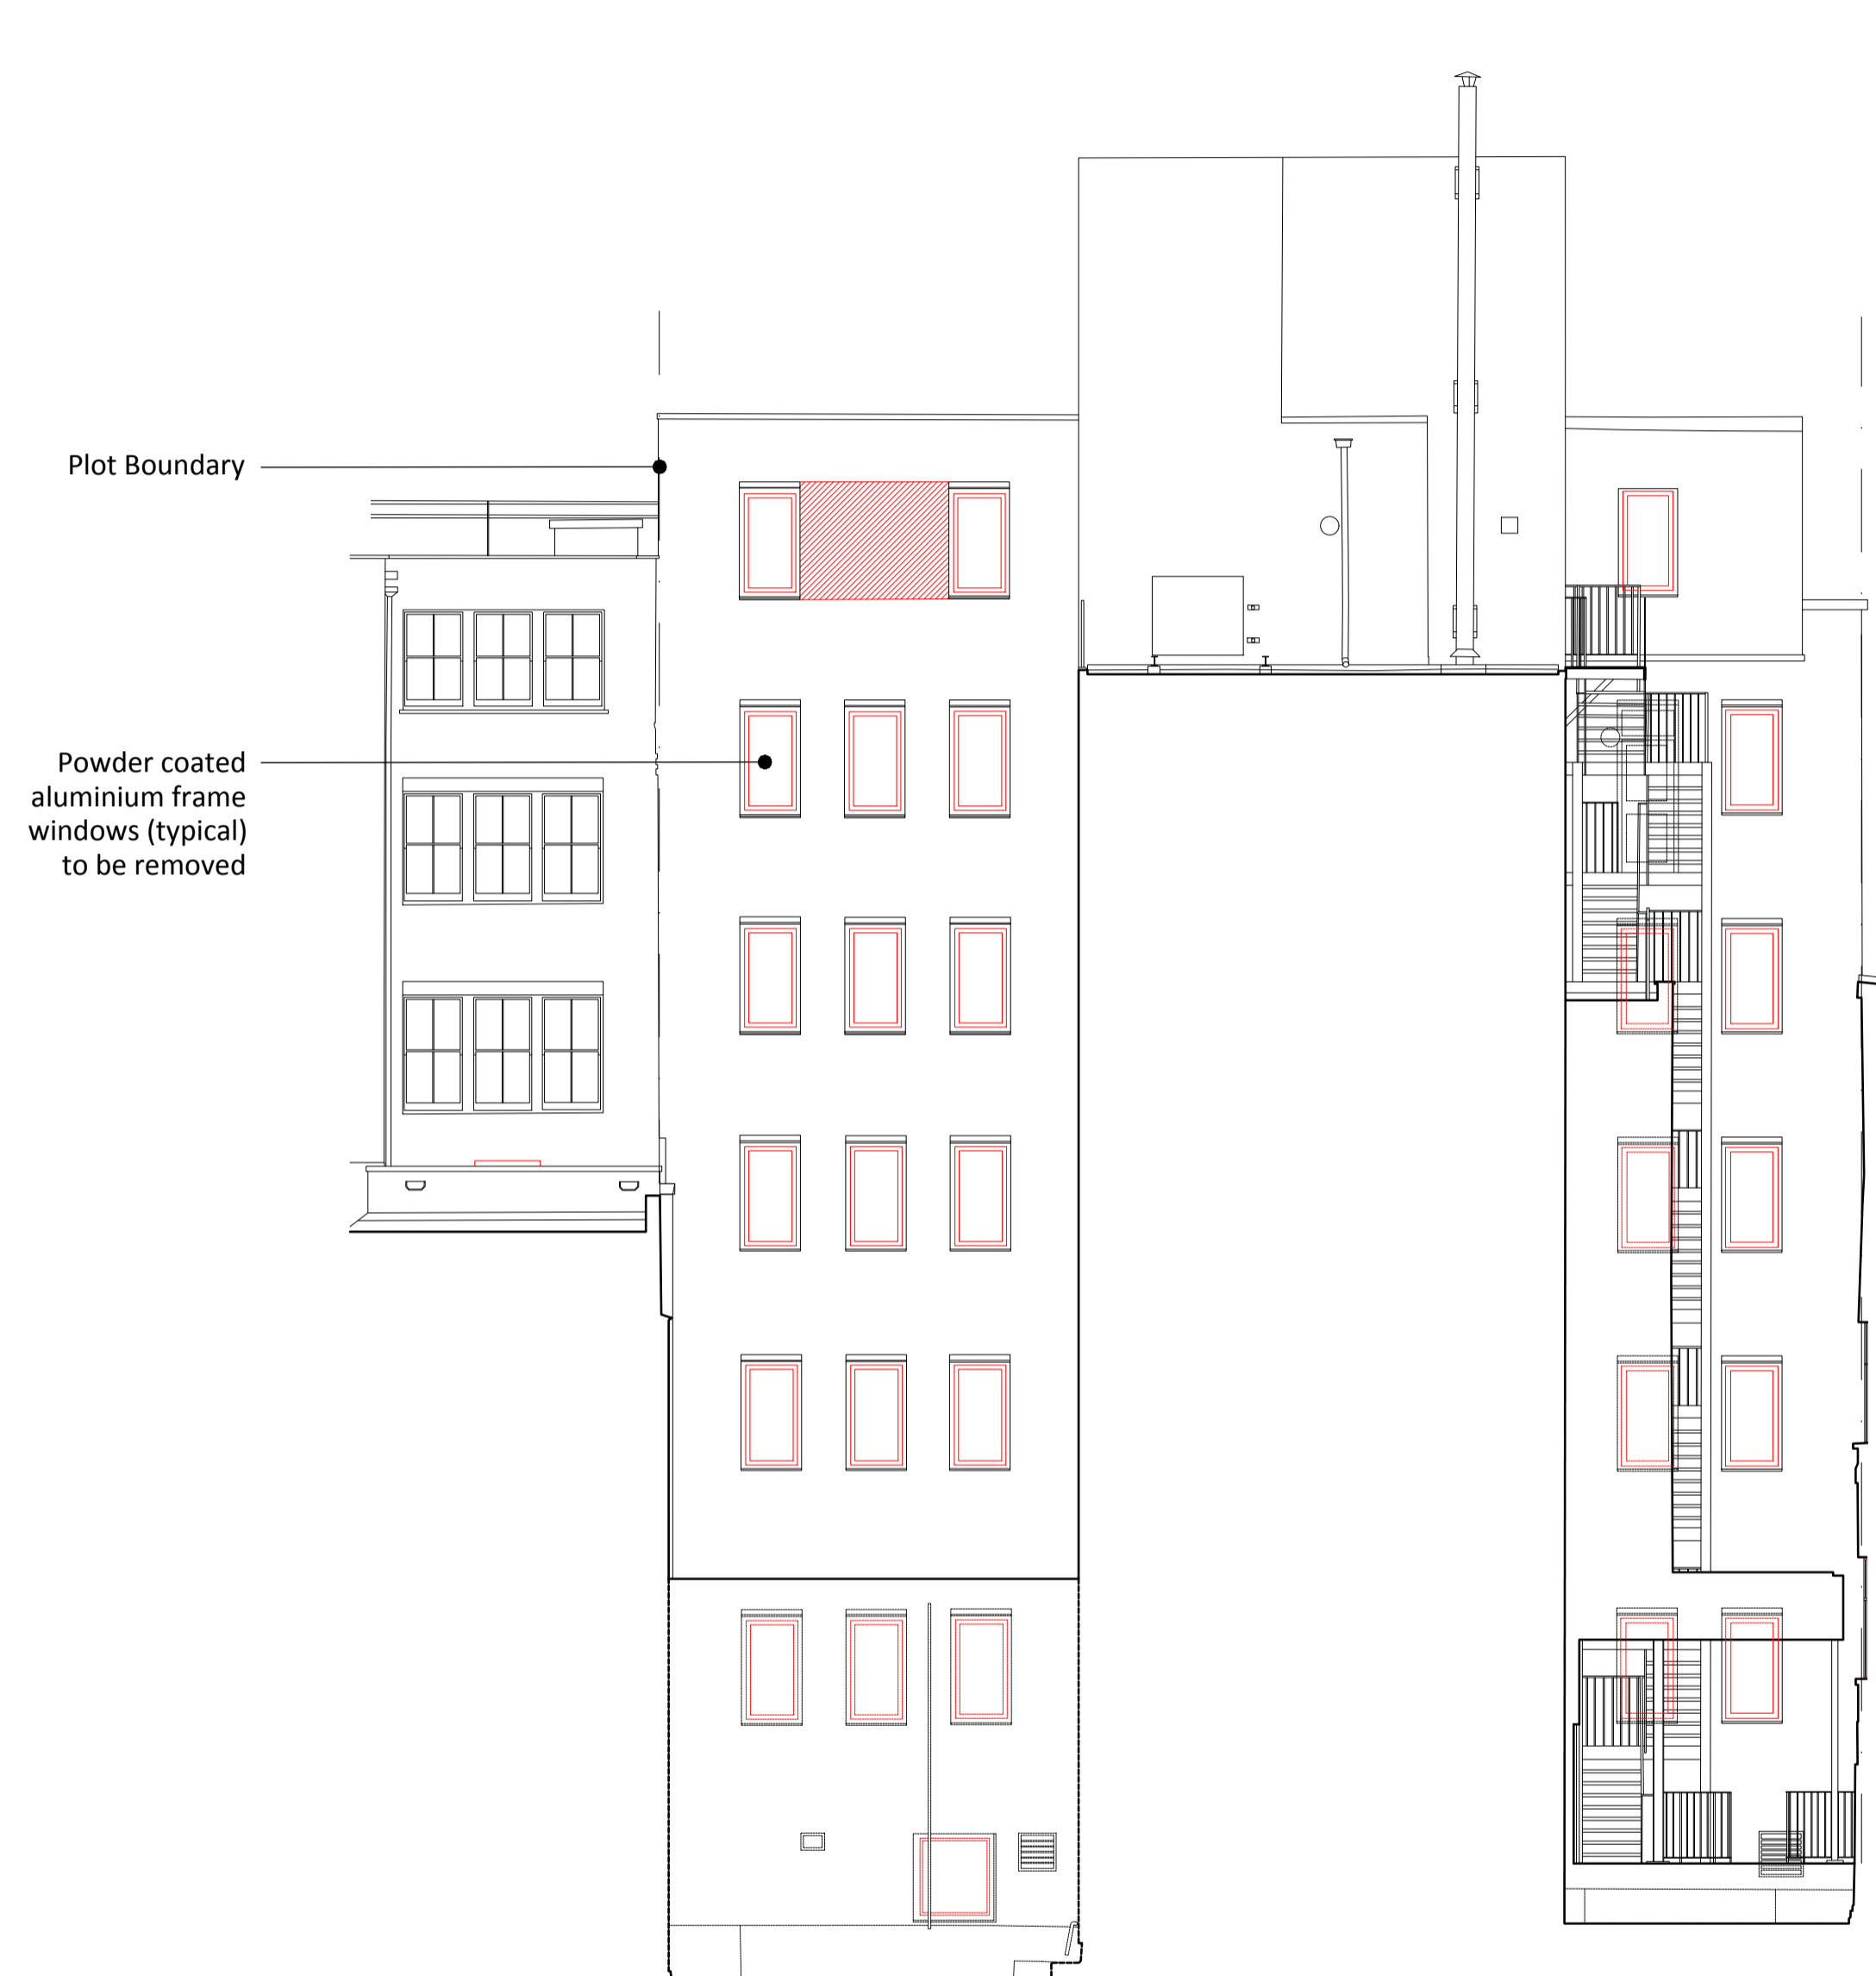 Plot Boundary
Powder coated
aluminium frame
windows (typical)
to be removed